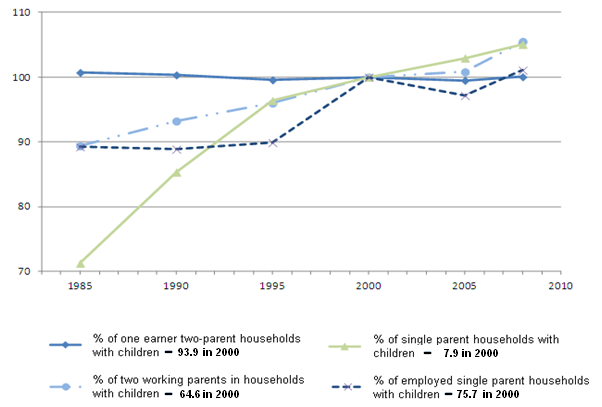 110
100
90
80
70
1985 1990 1995 2000 2005 2010
% of one earner two-parent households
with children – 93.9 in 2000
% of single parent households with
children – 7.9 in 2000
% of two working parents in households
with children – 64.6 in 2000
% of employed single parent households
with children – 75.7 in 2000